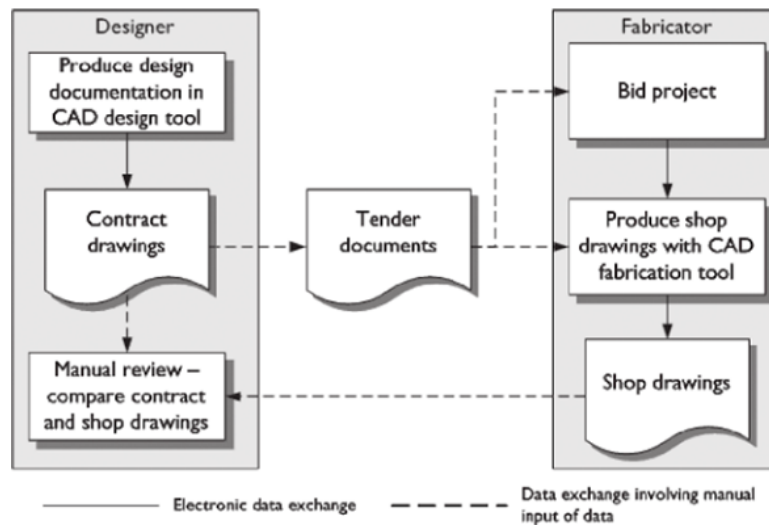 Designer
Produce design
documentation in
CAD design tool
Contract
drawings
Manual review –
compare contract
and shop drawings
Tender
documents
Fabricator
Bid project
Produce shop
drawings with CAD
fabrication tool
Shop drawings
Electronic data exchange
Data exchange involving manual
input of data